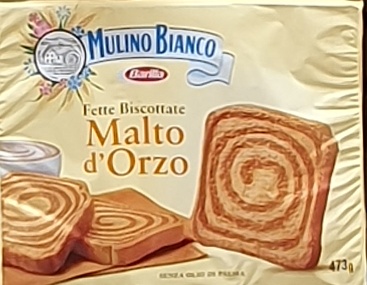 MULINO BIANCO
Barilla
Fette Biscottate
Malto
d'Orzo
SENZA OLIO DI PALMA
473g